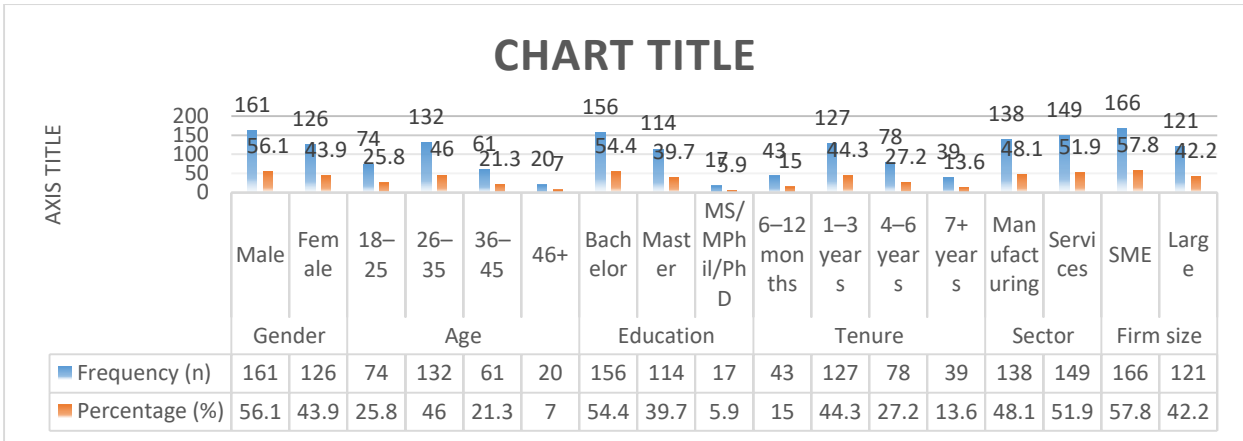 CHART TITLE
AXIS TITLE
200
150
100
50
0
161 126 74 132 61 20 156 114 17 43 127 78 39 138 149 166 121
56.1 43.9 25.8 46 21.3 7 54.4 39.7 5.9 15 44.3 27.2 13.6 48.1 51.9 57.8 42.2
Male
Fem
ale
18–
25
26–
35
36–
45
46+
Bach
elor
Mast
er
MS/
MPh
il/Ph
D
6–12
mon
ths
1–3
year
s
4–6
year
s
7+
year
s
Man
ufact
uring
Servi
ces
SME
Larg
e
Gender Age Education Tenure Sector Firm size
Frequency (n) 161 126 74 132 61 20 156 114 17 43 127 78 39 138 149 166 121
Percentage (%) 56.1 43.9 25.8 46 21.3 7 54.4 39.7 5.9 15 44.3 27.2 13.6 48.1 51.9 57.8 42.2